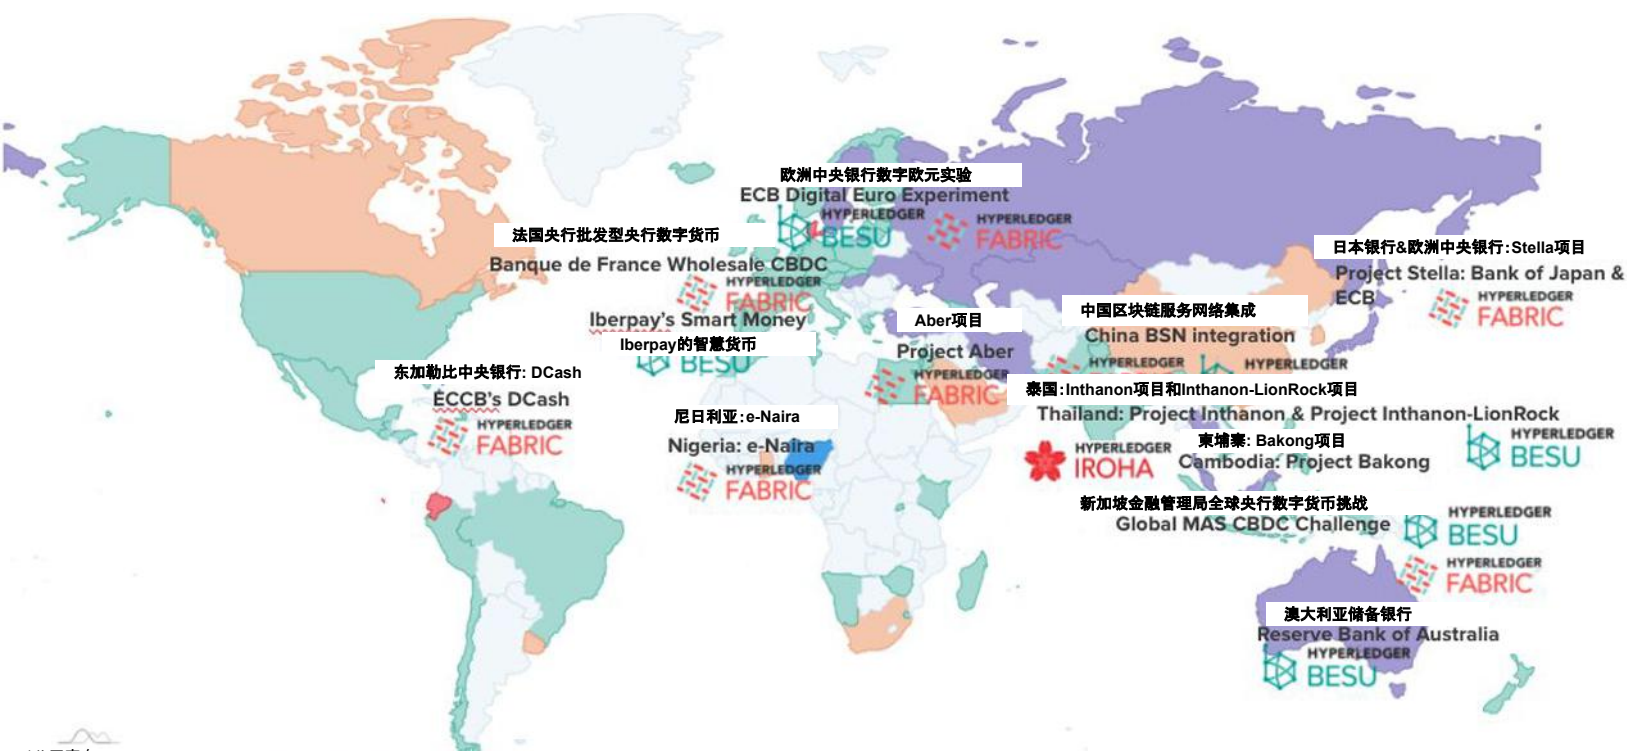 欧洲中央银行数字欧元实验
ECB Digital Euro Experiment
HYPERLEDGER
BESU
HYPERLEDGER
FABRIC
法国央行批发型央行数字货币
Banque de France Wholesale CBDC
HYPERLEDGER
FABRIC
Iberpay's Smart Money
Iberpay的智慧货币
BESU
日本银行&欧洲中央银行:Stella项目
Project Stella: Bank of Japan &
ECB
HYPERLEDGER
FABRIC
Aber项目
Project Aber
HYPERLEDGER
FABRIC
中国区块链服务网络集成
China BSN integration
HYPERLEDGER
HYPERLEDGER
东加勒比中央银行: DCash
ECCB's DCash
HYPERLEDGER
FABRIC
泰国:Inthanon项目和Inthanon-LionRock项目
Thailand: Project Inthanon & Project Inthanon-LionRock
HYPERLEDGER
BESU
尼日利亚:e-Naira
Nigeria: e-Naira
HYPERLEDGER
FABRIC
柬埔寨: Bakong项目
Cambodia: Project Bakong
HYPERLEDGER
IROHA
新加坡金融管理局全球央行数字货币挑战
Global MAS CBDC Challenge
HYPERLEDGER
BESU
HYPERLEDGER
FABRIC
澳大利亚储备银行
Reserve Bank of Australia
HYPERLEDGER
BESU